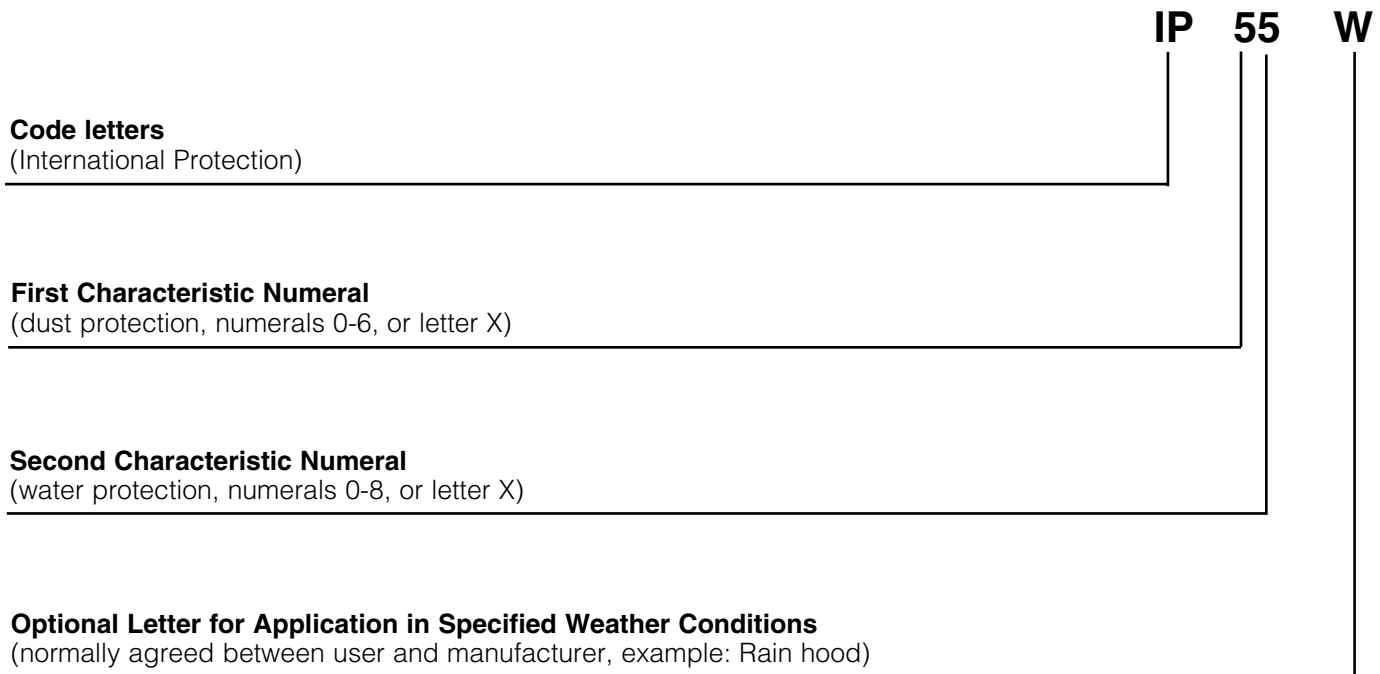 IP 55 W
Code letters
(International Protection)
First Characteristic Numeral
(dust protection, numerals 0-6, or letter X)
Second Characteristic Numeral
(water protection, numerals 0-8, or letter X)
Optional Letter for Application in Specified Weather Conditions
(normally agreed between user and manufacturer, example: Rain hood)